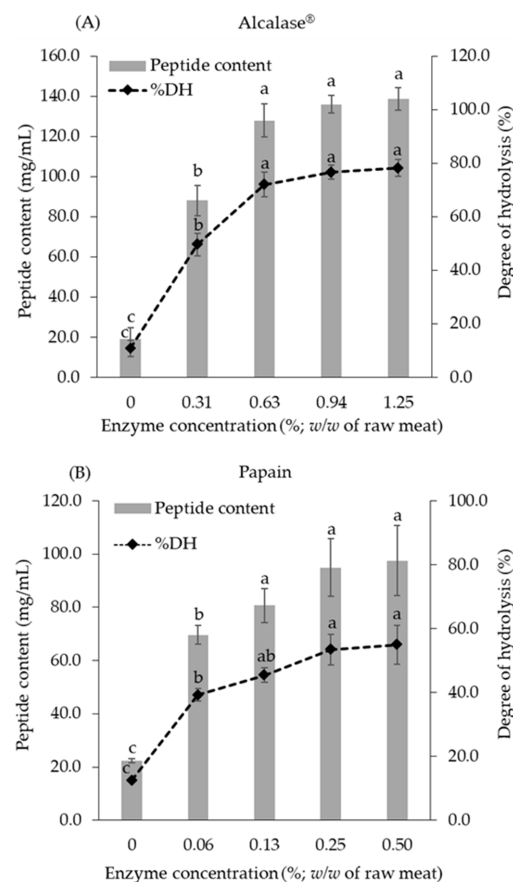 (A)
Alcalase®
Peptide content
%DH
Peptide content (mg/mL)
160.0
140.0
120.0
100.0
80.0
60.0
40.0
20.0
0.0
120.0
100.0
80.0
60.0
40.0
20.0
0.0
Degree of hydrolysis (%)
c
b
a
a
a
c
b
a
a
a
0 0.31 0.63 0.94 1.25
Enzyme concentration (%; w/w of raw meat)
(B)
Papain
Peptide content
%DH
Peptide content (mg/mL)
120.0
100.0
80.0
60.0
40.0
20.0
0.0
100.0
80.0
60.0
40.0
20.0
0.0
Degree of hydrolysis (%)
c
b
a
a
a
c
b
ab
a
a
0 0.06 0.13 0.25 0.50
Enzyme concentration (%; w/w of raw meat)